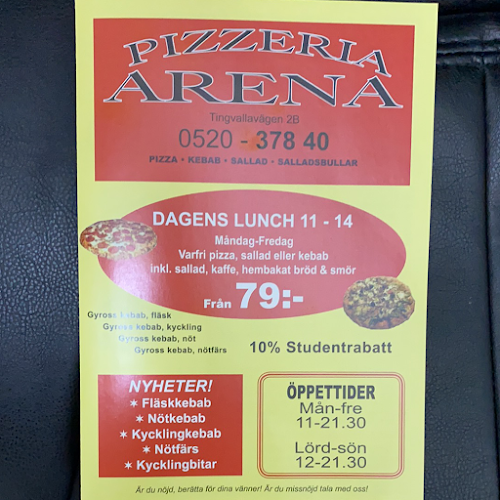 PIZZERIA
ARENA
Tingvallavägen 2B
0520 - 378 40
PIZZA • KEBAB • SALLAD • SALLADSBULLAR
DAGENS LUNCH 11 - 14
Måndag-Fredag
Varfri pizza, sallad eller kebab
inkl. sallad, kaffe, hembakat bröd & smör
Från 79:-
Gyross kebab, fläsk
Gyross kebab, kyckling
Gyross kebab, nöt
Gyross kebab, nötfärs
10% Studentrabatt
NYHETER!
✶ Fläskkebab
✶ Nötkebab
✶ Kycklingkebab
✶ Nötfärs
✶ Kycklingbitar
ÖPPETTIDER
Mån-fre
11-21.30
Lörd-sön
12-21.30
Är du nöjd, berätta för dina vänner! Är du missnöjd tala med oss!